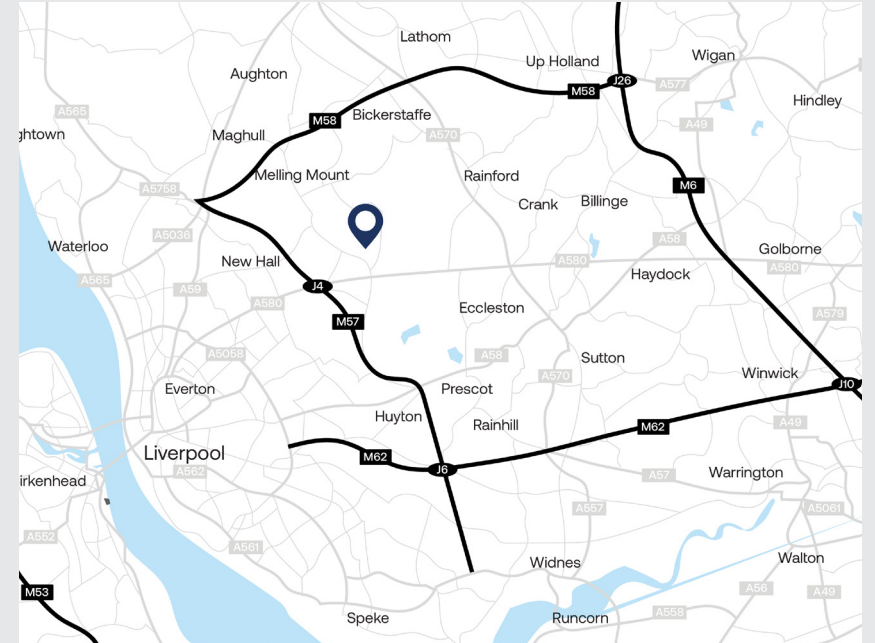 Lathom
Up Holland
Wigan
Aughton
J26
M58
A577
Hindley
A565
Bickerstaffe
M58
A49
ghtown
Maghull
A570
Melling Mount
Rainford
M6
A5758
Crank
Billinge
A5036
A58
Waterloo
Golborne
New Hall
A580
A580
A565
Haydock
J4
A59
A580
Eccleston
A579
M57
A5058
A58
Sutton
A570
Winwick
J10
Everton
Prescot
Huyton
Rainhill
M62
A49
Liverpool
M62
J6
A562
A57
Warrington
irkenhead
A557
A5061
A552
A561
Widnes
Walton
M53
A56
A49
Speke
Runcorn
A558